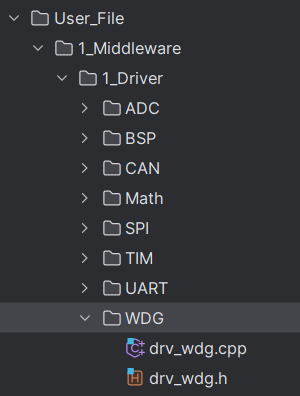 User_File
1_Middleware
1_Driver
ADC
BSP
CAN
Math
SPI
TIM
UART
WDG
C++ drv_wdg.cpp
H drv_wdg.h